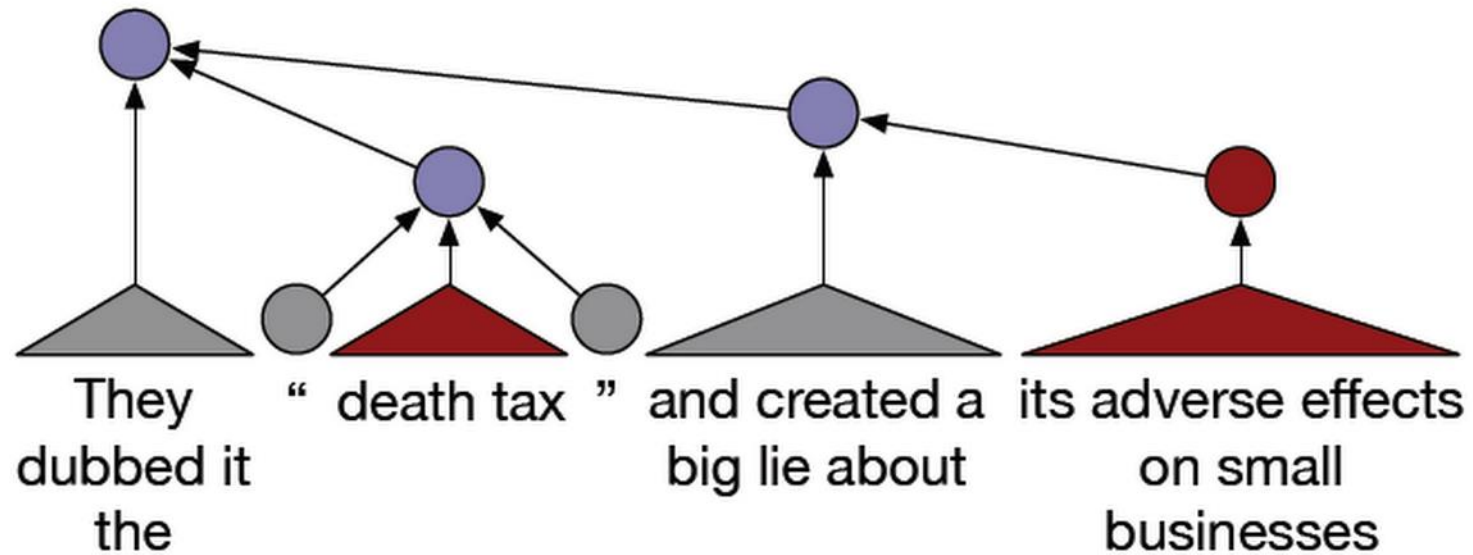 They “ death tax ” and created a its adverse effects
dubbed it big lie about on small
the businesses